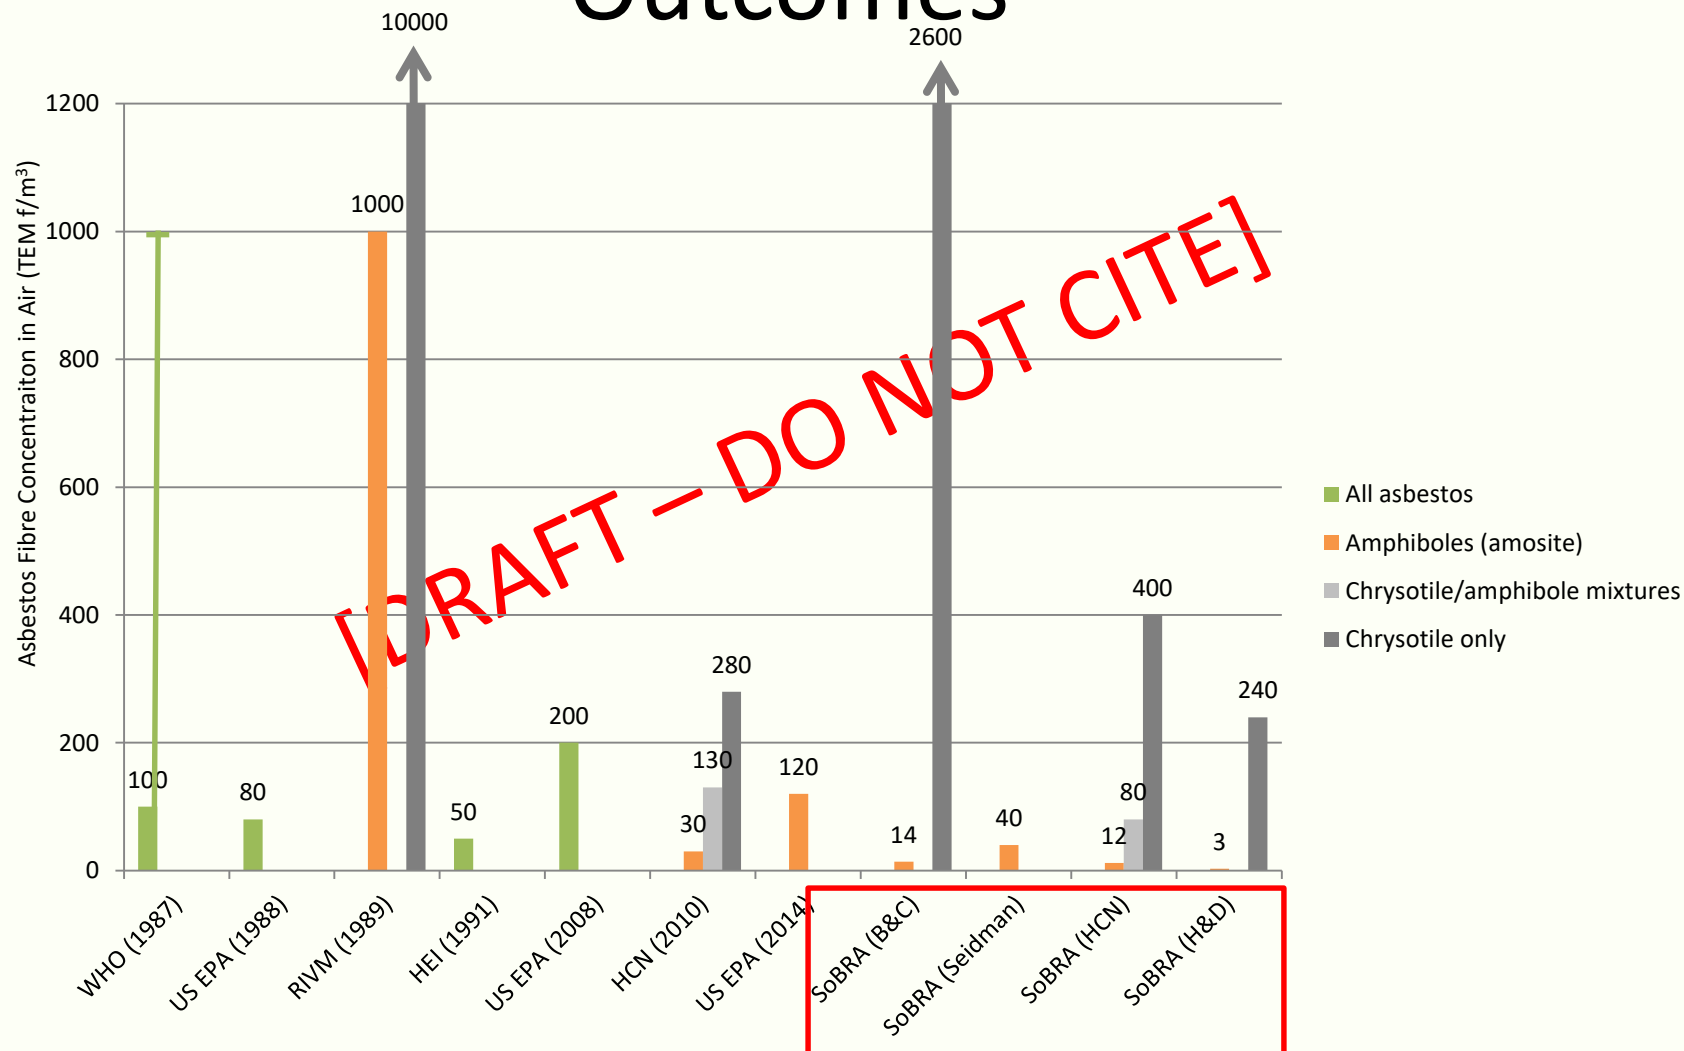 Outcomes
10000
2600
1200
1000
800
600
400
200
0
Asbestos Fibre Concentraiton in Air (TEM f/m³)
100
80
1000
50
200
30
130
280
120
14
40
12
80
400
3
240
[DRAFT – DO NOT CITE]
WHO (1987)
US EPA (1988)
RIVM (1989)
HEI (1991)
US EPA (2008)
HCN (2010)
US EPA (2014)
SoBRA (B&C)
SoBRA (Seidman)
SoBRA (HCN)
SoBRA (H&D)
All asbestos
Amphiboles (amosite)
Chrysotile/amphibole mixtures
Chrysotile only